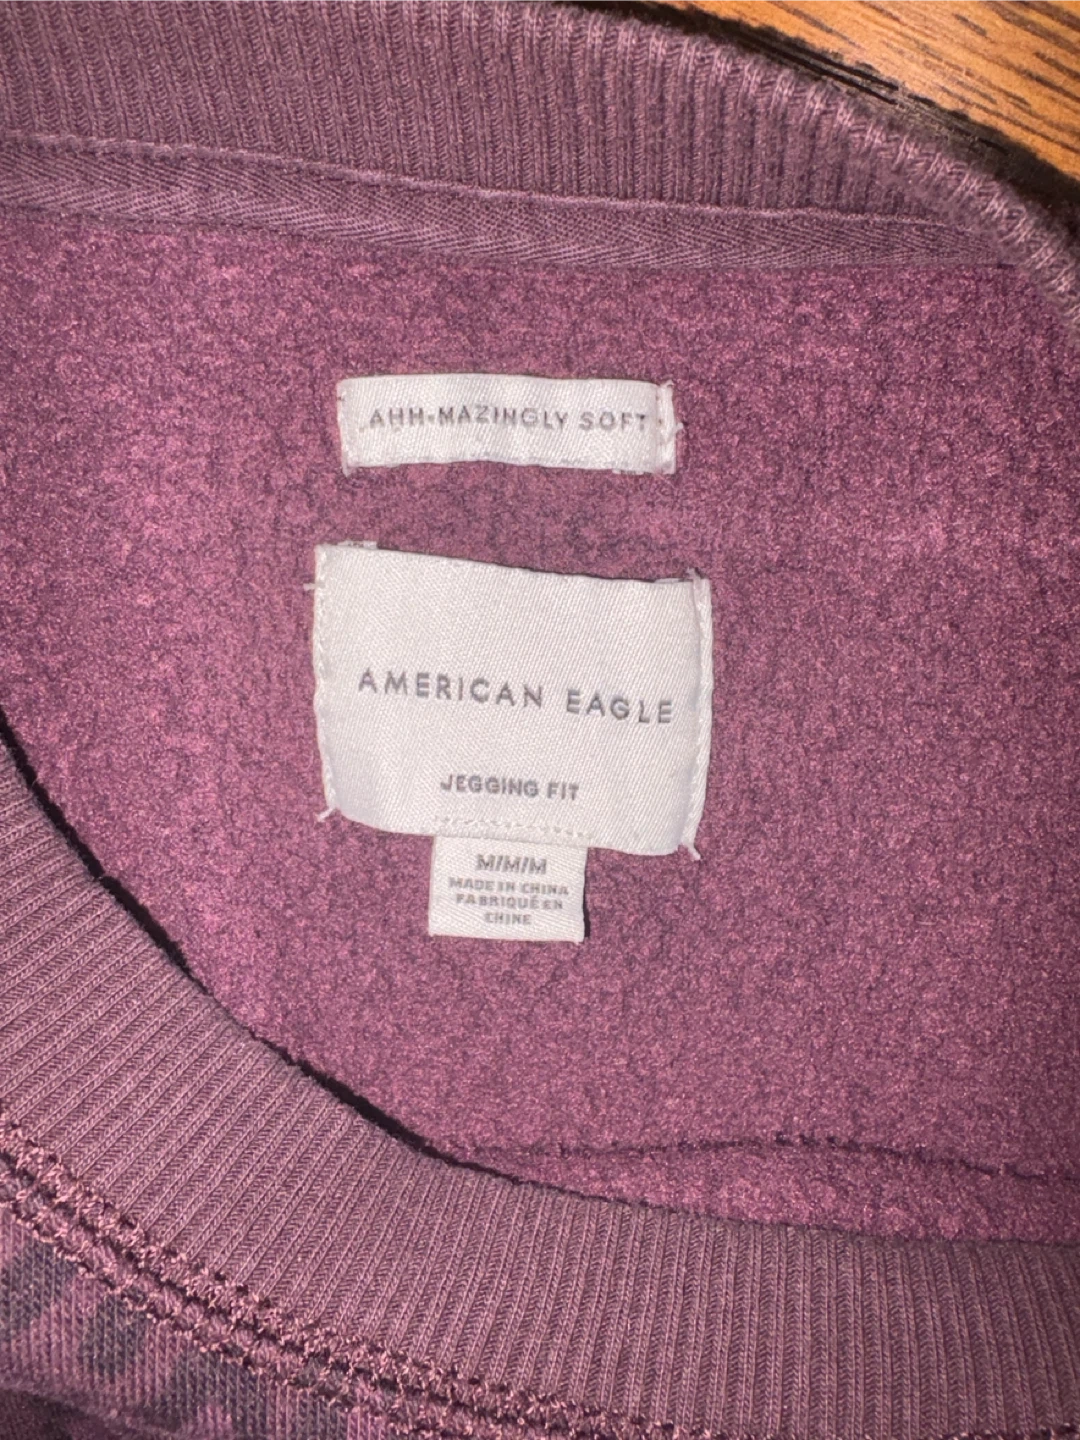 AHH-MAZINGLY SOFT
AMERICAN EAGLE
JEGGING FIT
M/M/M
MADE IN CHINA
FABRIQUÉ EN
CHINE